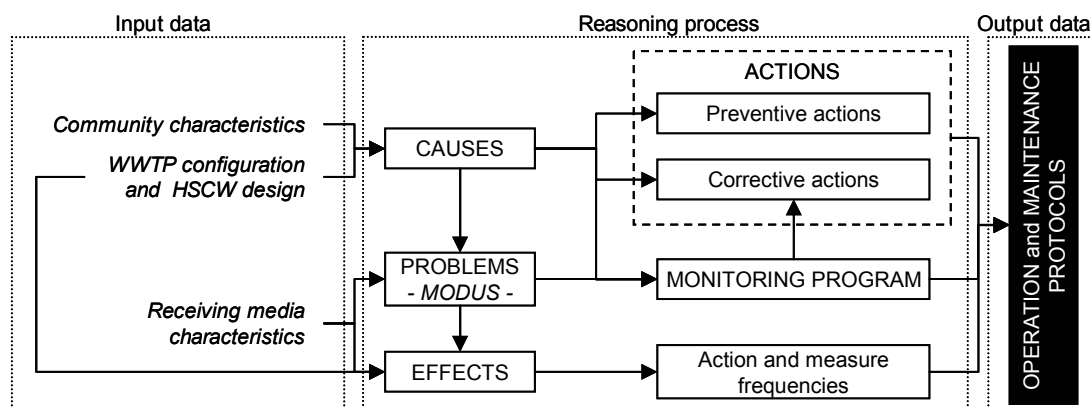 Input data
Reasoning process
Output data
ACTIONS
Community characteristics
Preventive actions
CAUSES
WWTP configuration
and HSCW design
Corrective actions
PROBLEMS
- MODUS -
MONITORING PROGRAM
Receiving media
characteristics
EFFECTS
Action and measure
frequencies
OPERATION and MAINTENANCE
PROTOCOLS